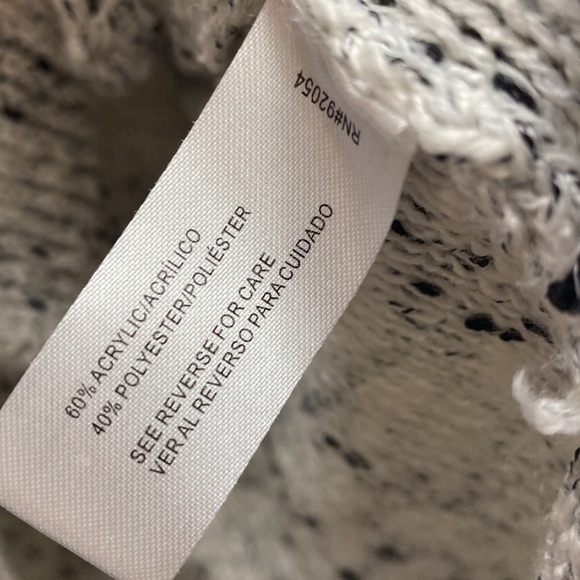 RN#92054
60% ACRYLIC/ACRÍLICO
40% POLYESTER/POLIÉSTER
SEE REVERSE FOR CARE
VER AL REVERSO PARA CUIDADO